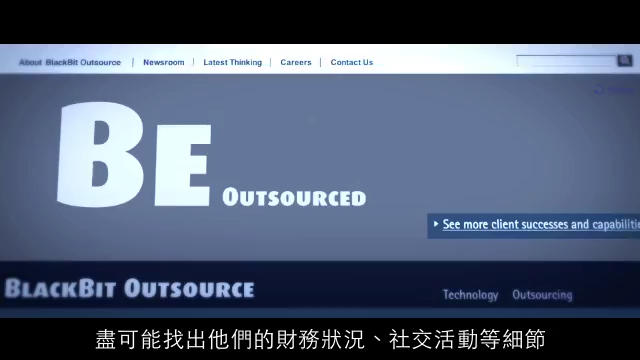 About BlackBit Outsource | Newsroom | Latest Thinking | Careers | Contact Us
BE OUTSOURCED
See more client successes and capabilitie
BLACKBIT OUTSOURCE
Technology Outsourcing
盡可能找出他們的財務狀況、社交活動等細節